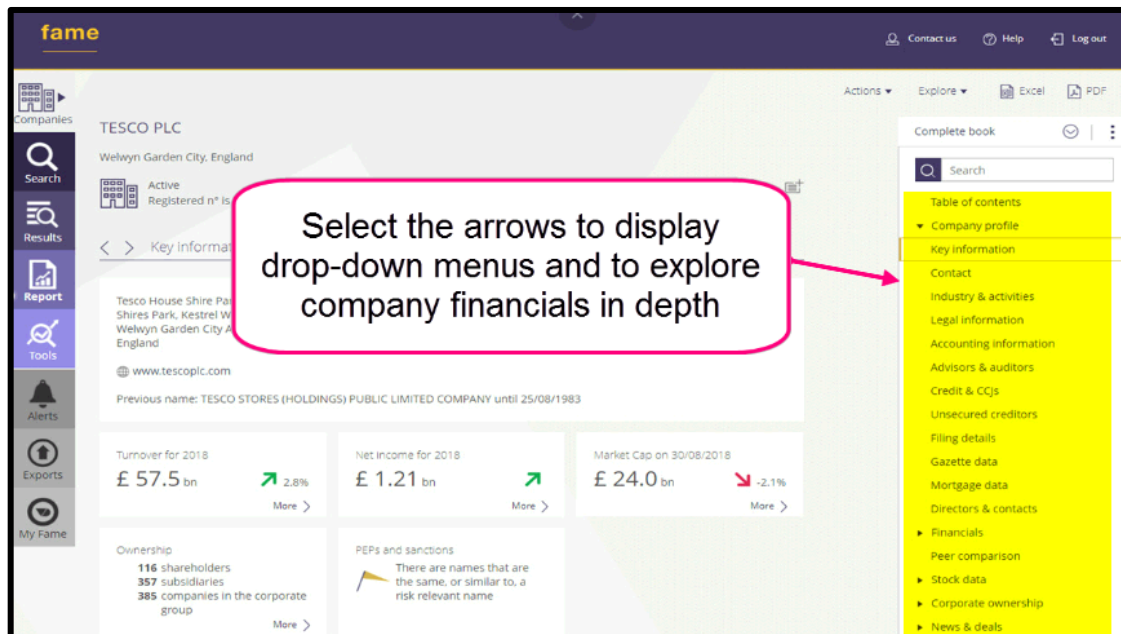 fame
Contact us
Help
Log out
Companies
Search
Results
Report
Tools
Alerts
Exports
My Fame
Actions
Explore
Excel
PDF
TESCO PLC
Welwyn Garden City, England
Active
Registered n° is
Key informa
Select the arrows to display
drop-down menus and to explore
company financials in depth
Tesco House Shire Pa
Shires Park, Kestrel W
Welwyn Garden City A
England
www.tescoplc.com
Previous name: TESCO STORES (HOLDINGS) PUBLIC LIMITED COMPANY until 25/08/1983
Turnover for 2018
£ 57.5 bn
2.8%
More
Net income for 2018
£ 1.21 bn
More
Market Cap on 30/08/2018
£ 24.0 bn
-2.1%
More
Ownership
116 shareholders
357 subsidiaries
385 companies in the corporate
group
More
PEPs and sanctions
There are names that are
the same, or similar to, a
risk relevant name
Complete book
Search
Table of contents
Company profile
Key information
Contact
Industry & activities
Legal information
Accounting information
Advisors & auditors
Credit & CCJs
Unsecured creditors
Filing details
Gazette data
Mortgage data
Directors & contacts
Financials
Peer comparison
Stock data
Corporate ownership
News & deals